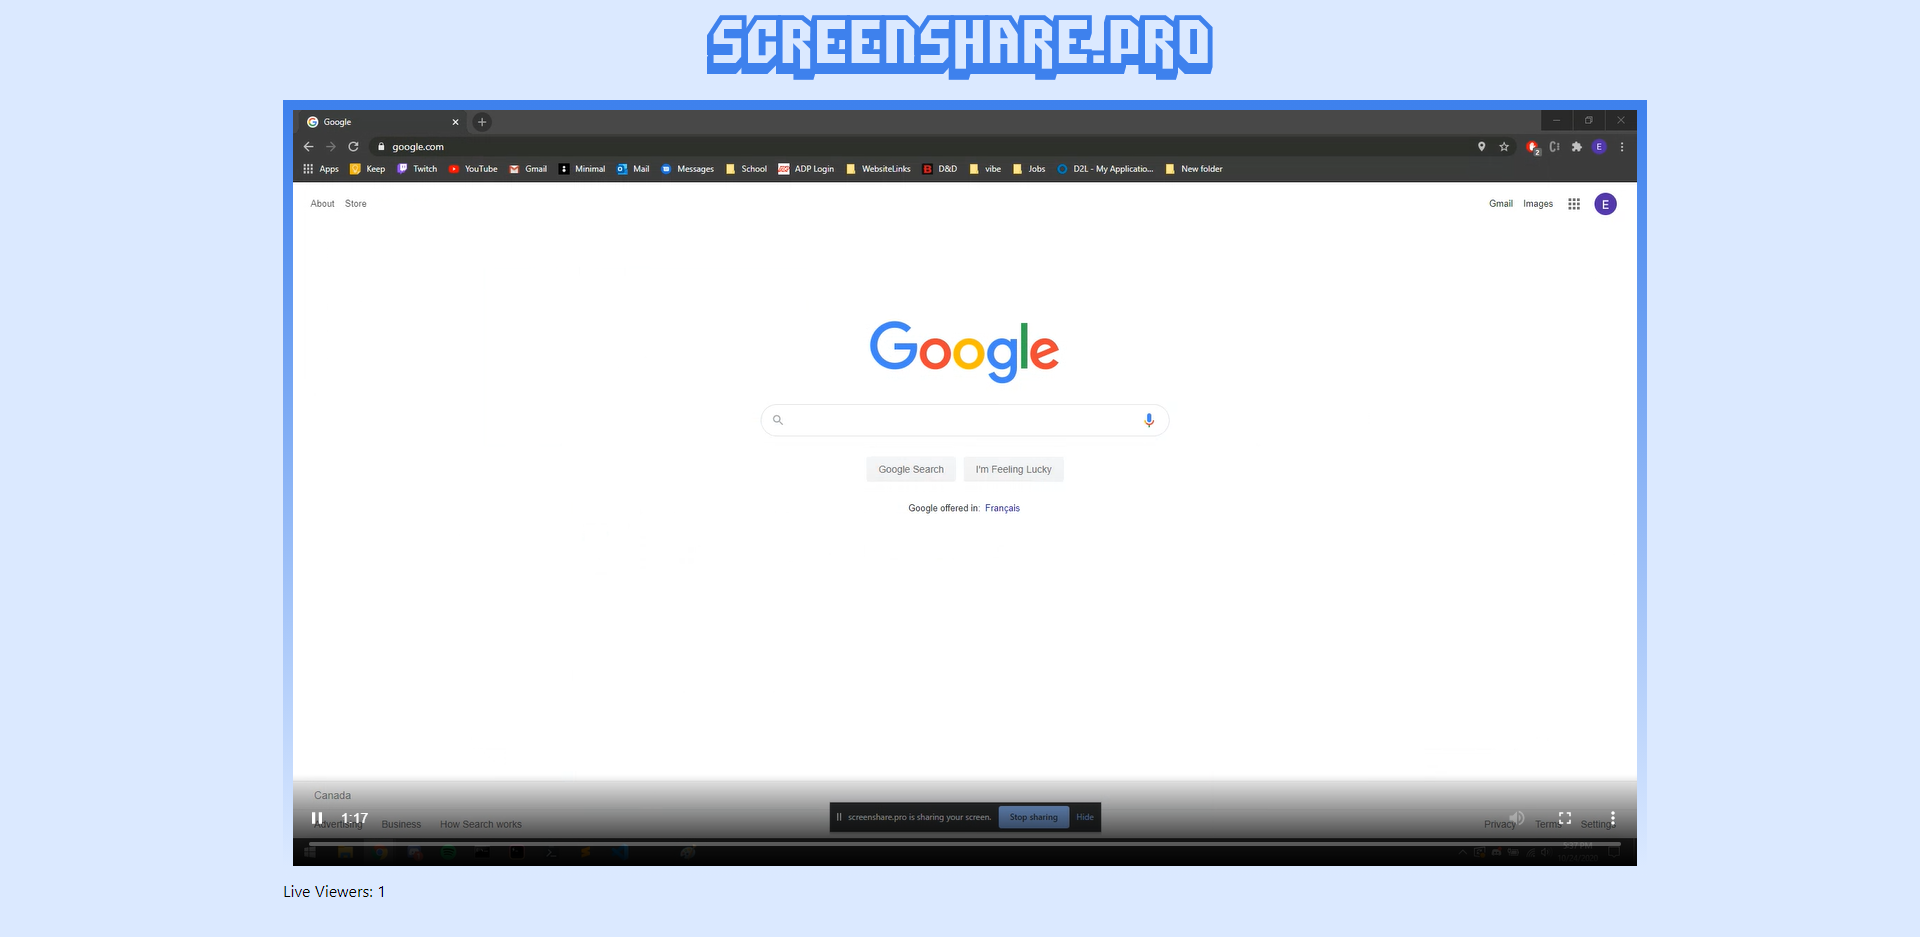 SCREENSHARE.PRO
Google
google.com
Apps Keep Twitch YouTube Gmail Minimal Mail Messages School ADP Login WebsiteLinks D&D vibe Jobs D2L - My Applicatio... New folder
About Store Gmail Images E
Google
Google Search I'm Feeling Lucky
Google offered in: Français
Canada
1:17
screenshare.pro is sharing your screen. Stop sharing Hide
Advertising Business How Search works Privacy Terms Settings
5:37 PM
Live Viewers: 1